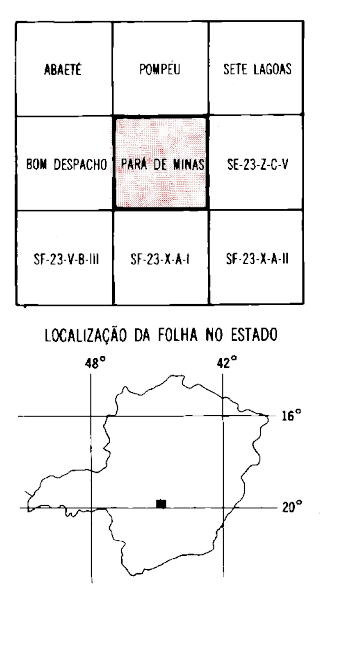 ABAETÉ POMPÉU SETE LAGOAS
BOM DESPACHO PARÁ DE MINAS SE-23-Z-C-V
SF-23-V-B-III SF-23-X-A-I SF-23-X-A-II
LOCALIZAÇÃO DA FOLHA NO ESTADO
48° 42°
16°
20°